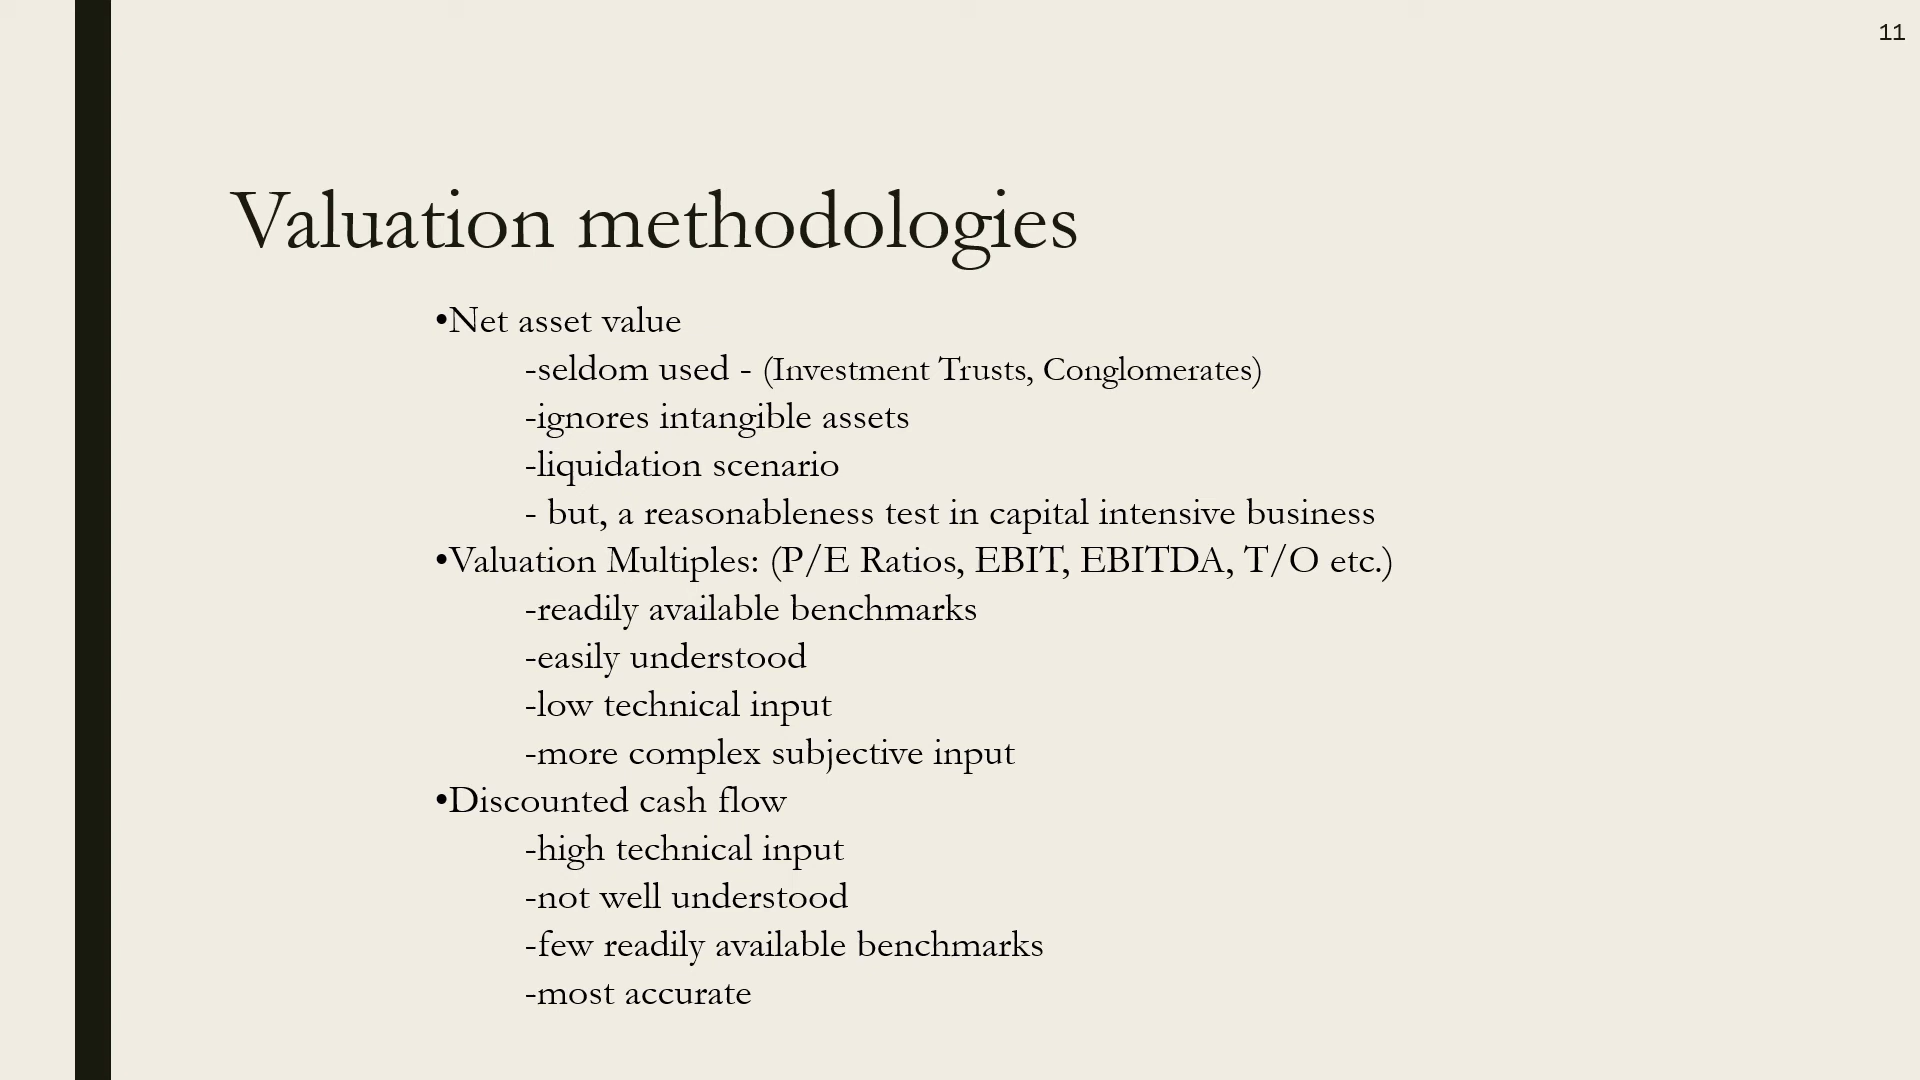 11
Valuation methodologies
•Net asset value
-seldom used - (Investment Trusts, Conglomerates)
-ignores intangible assets
-liquidation scenario
- but, a reasonableness test in capital intensive business
•Valuation Multiples: (P/E Ratios, EBIT, EBITDA, T/O etc.)
-readily available benchmarks
-easily understood
-low technical input
-more complex subjective input
•Discounted cash flow
-high technical input
-not well understood
-few readily available benchmarks
-most accurate